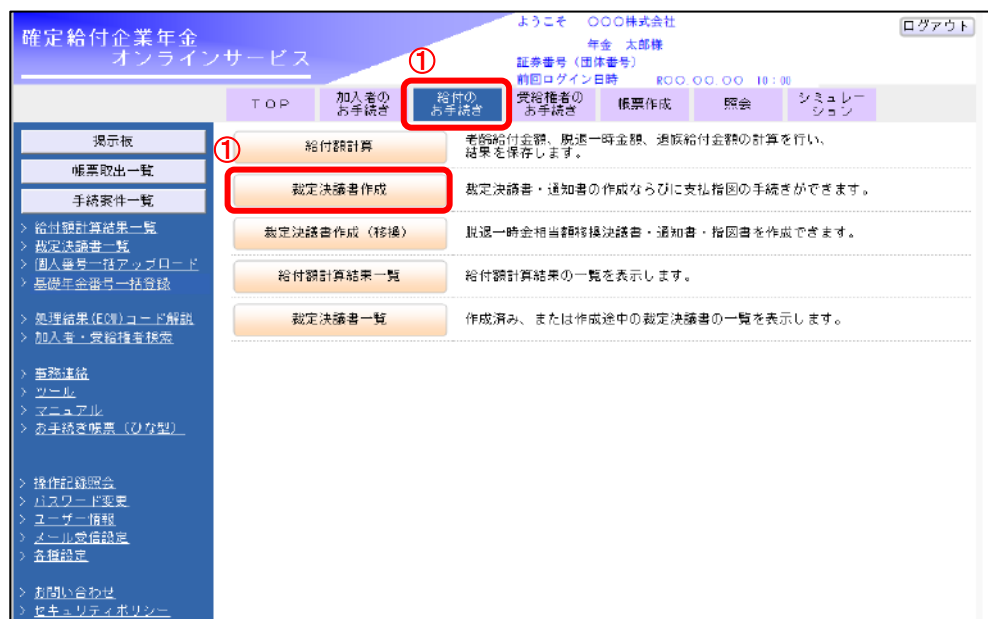 確定給付企業年金
オンラインサービス
ようこそ　〇〇〇株式会社
年金　太郎様
証券番号（団体番号）
前回ログイン日時　R〇〇.〇〇.〇〇　10：00
ログアウト
①
ＴＯＰ
加入者の
お手続き
給付の
お手続き
受給権者の
お手続き
帳票作成
照会
シミュレー
ション
掲示板
帳票取出一覧
手続案件一覧
> 給付額計算結果一覧
> 裁定決議書一覧
> 個人番号一括アップロード
> 基礎年金番号一括登録
> 処理結果(ECW)コード解説
> 加入者・受給権者検索
> 事務連絡
> ツール
> マニュアル
> お手続き帳票（ひな型）
> 操作記録照会
> パスワード変更
> ユーザー情報
> メール受信設定
> 各種設定
> お問い合わせ
> セキュリティポリシー
①
給付額計算
老齢給付金額、脱退一時金額、遺族給付金額の計算を行い、
結果を保存します。
裁定決議書作成
裁定決議書・通知書の作成ならびに支払指図の手続きができます。
裁定決議書作成（移換）
脱退一時金相当額移換決議書・通知書・指図書を作成できます。
給付額計算結果一覧
給付額計算結果の一覧を表示します。
裁定決議書一覧
作成済み、または作成途中の裁定決議書の一覧を表示します。